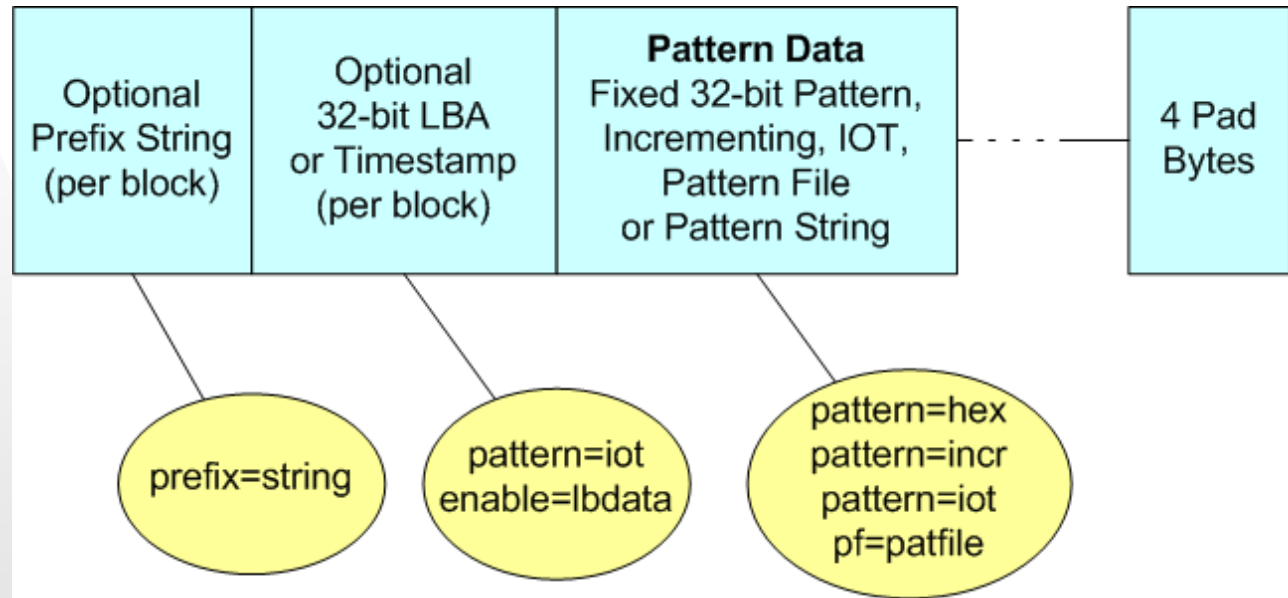 Optional
Prefix String
(per block)
Optional
32-bit LBA
or Timestamp
(per block)
Pattern Data
Fixed 32-bit Pattern,
Incrementing, IOT,
Pattern File
or Pattern String
4 Pad
Bytes
prefix=string
pattern=iot
enable=lbdata
pattern=hex
pattern=incr
pattern=iot
pf=patfile